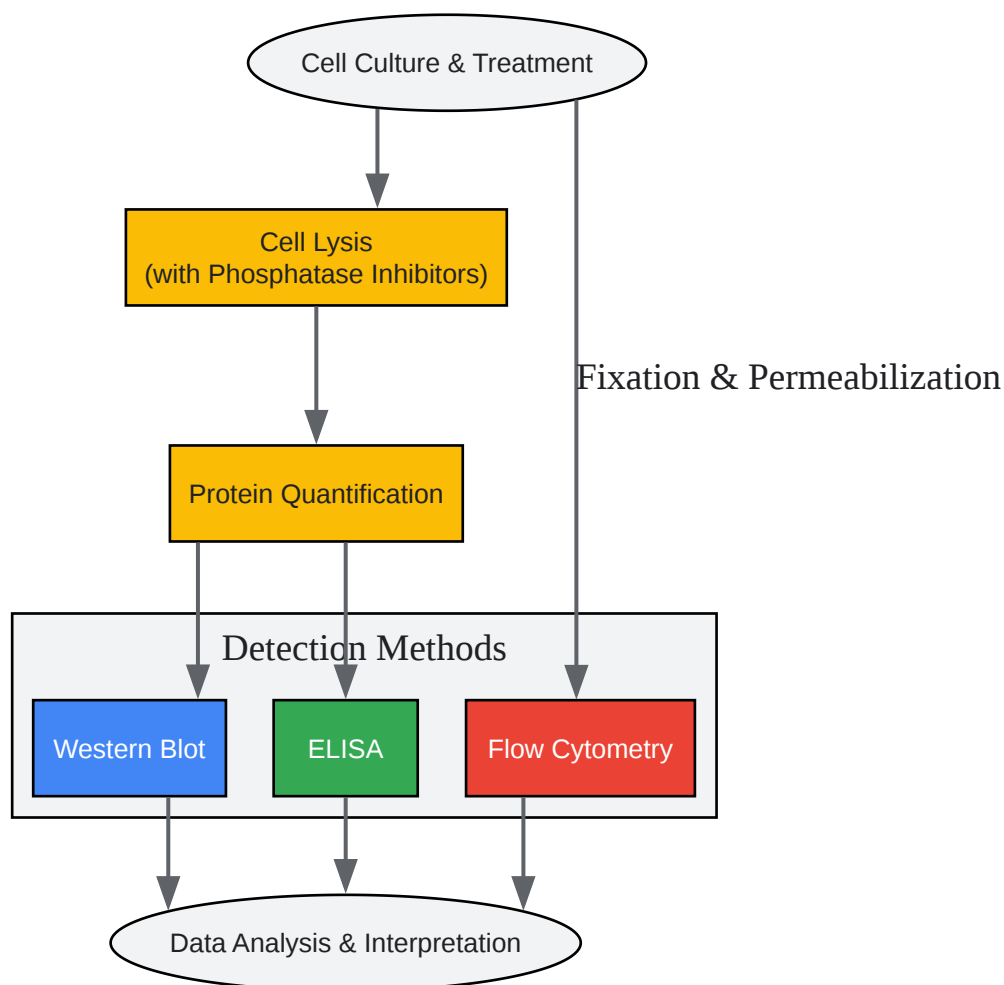 Cell Culture & Treatment
Cell Lysis
(with Phosphatase Inhibitors)
Fixation & Permeabilization
Protein Quantification
Detection Methods
Western Blot
ELISA
Flow Cytometry
Data Analysis & Interpretation